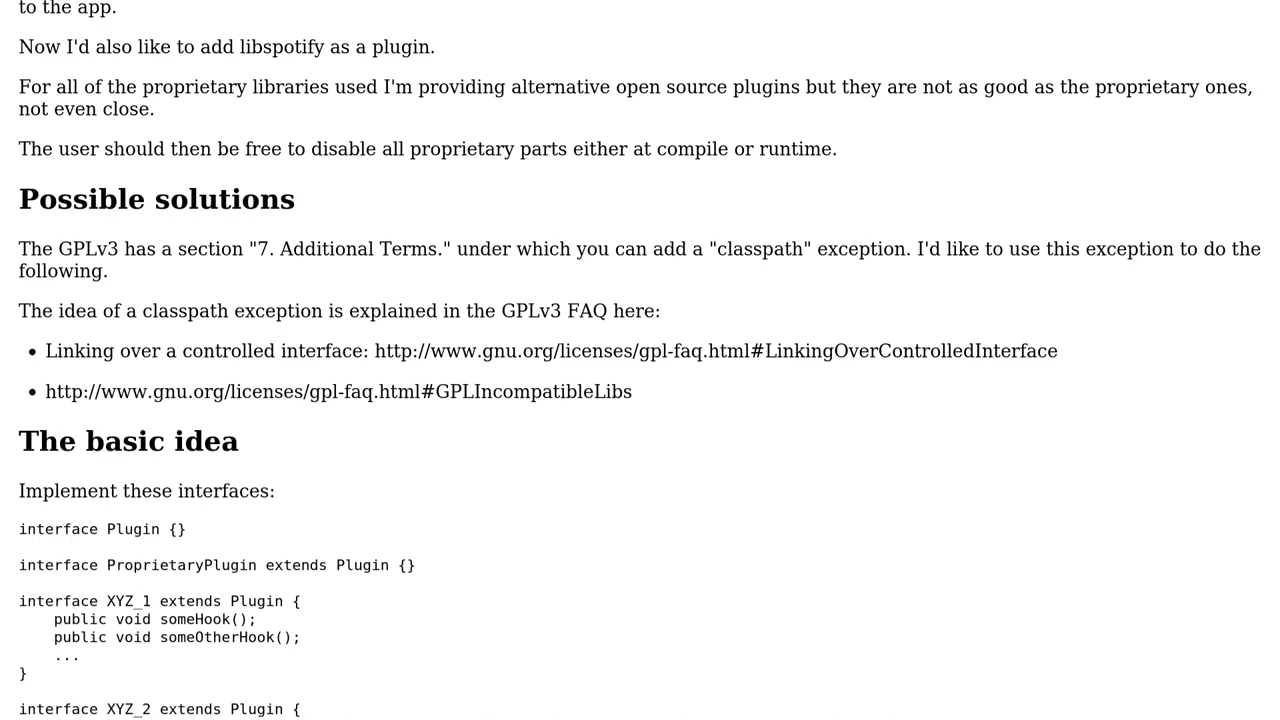 to the app.
Now I'd also like to add libspotify as a plugin.
For all of the proprietary libraries used I'm providing alternative open source plugins but they are not as good as the proprietary ones,
not even close.
The user should then be free to disable all proprietary parts either at compile or runtime.
Possible solutions
The GPLv3 has a section "7. Additional Terms." under which you can add a "classpath" exception. I'd like to use this exception to do the
following.
The idea of a classpath exception is explained in the GPLv3 FAQ here:
• Linking over a controlled interface: http://www.gnu.org/licenses/gpl-faq.html#LinkingOverControlledInterface
• http://www.gnu.org/licenses/gpl-faq.html#GPLIncompatibleLibs
The basic idea
Implement these interfaces:
interface Plugin {}
interface ProprietaryPlugin extends Plugin {}
interface XYZ_1 extends Plugin {
    public void someHook();
    public void someOtherHook();
    ...
}
interface XYZ_2 extends Plugin {